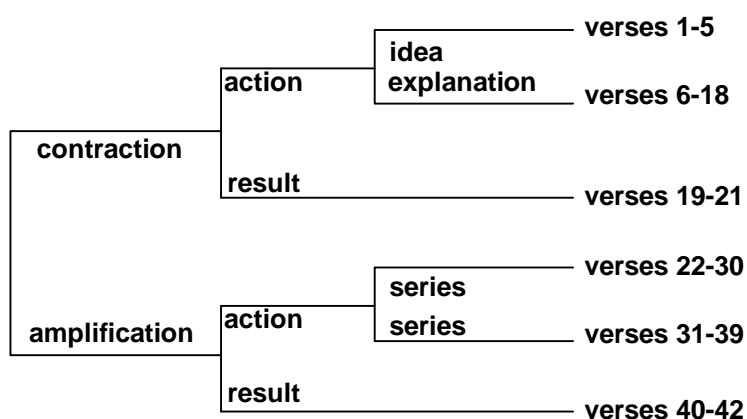 verses 1-5
idea
explanation
action
verses 6-18
contraction
result
verses 19-21
verses 22-30
series
action
series
amplification
verses 31-39
result
verses 40-42